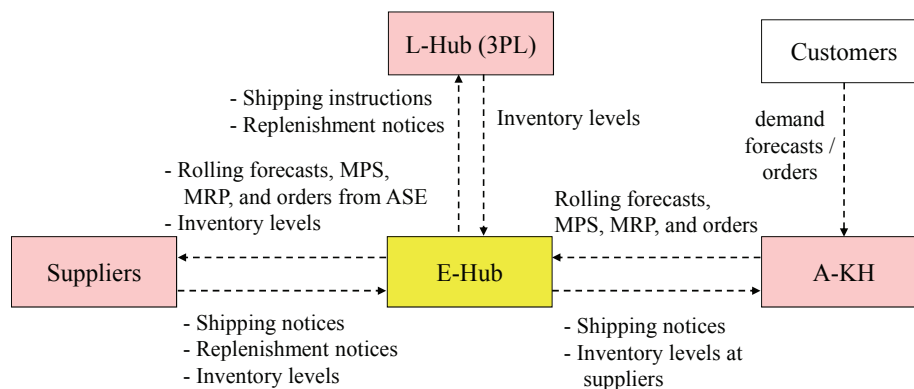 L-Hub (3PL)
Customers
- Shipping instructions
- Replenishment notices
Inventory levels
demand
forecasts /
orders
- Rolling forecasts, MPS,
MRP, and orders from ASE
- Inventory levels
Rolling forecasts,
MPS, MRP, and orders
Suppliers
E-Hub
A-KH
- Shipping notices
- Replenishment notices
- Inventory levels
- Shipping notices
- Inventory levels at
suppliers